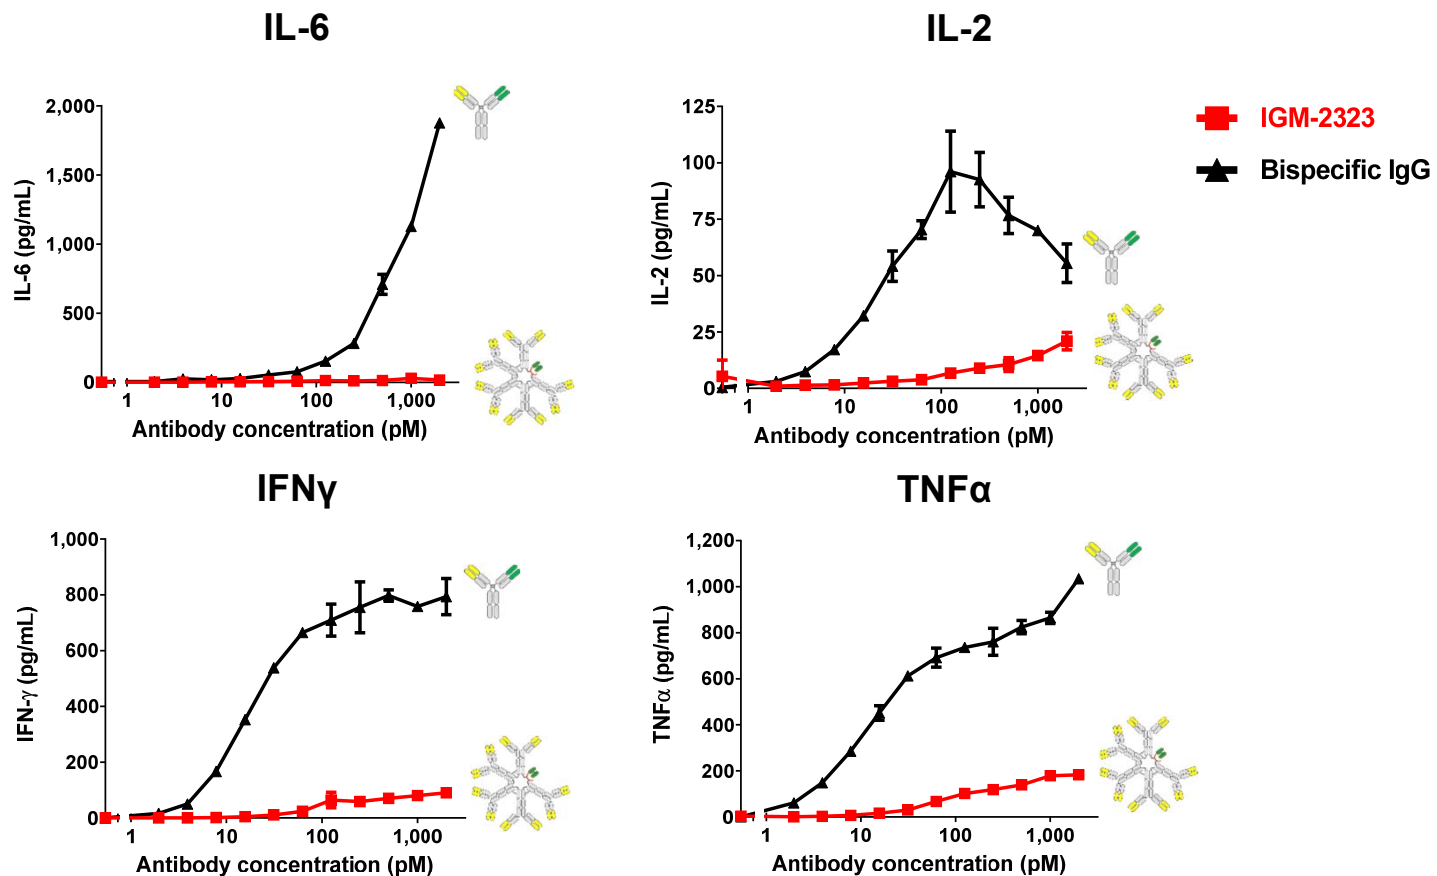 IL-6
2,000
1,500
1,000
500
0
IL-6 (pg/mL)
1 10 100 1,000
Antibody concentration (pM)
IL-2
125
100
75
50
25
0
IL-2 (pg/mL)
1 10 100 1,000
Antibody concentration (pM)
IGM-2323
Bispecific IgG
IFNγ
1,000
800
600
400
200
0
IFN-γ (pg/mL)
1 10 100 1,000
Antibody concentration (pM)
TNFα
1,200
1,000
800
600
400
200
0
TNFα (pg/mL)
1 10 100 1,000
Antibody concentration (pM)